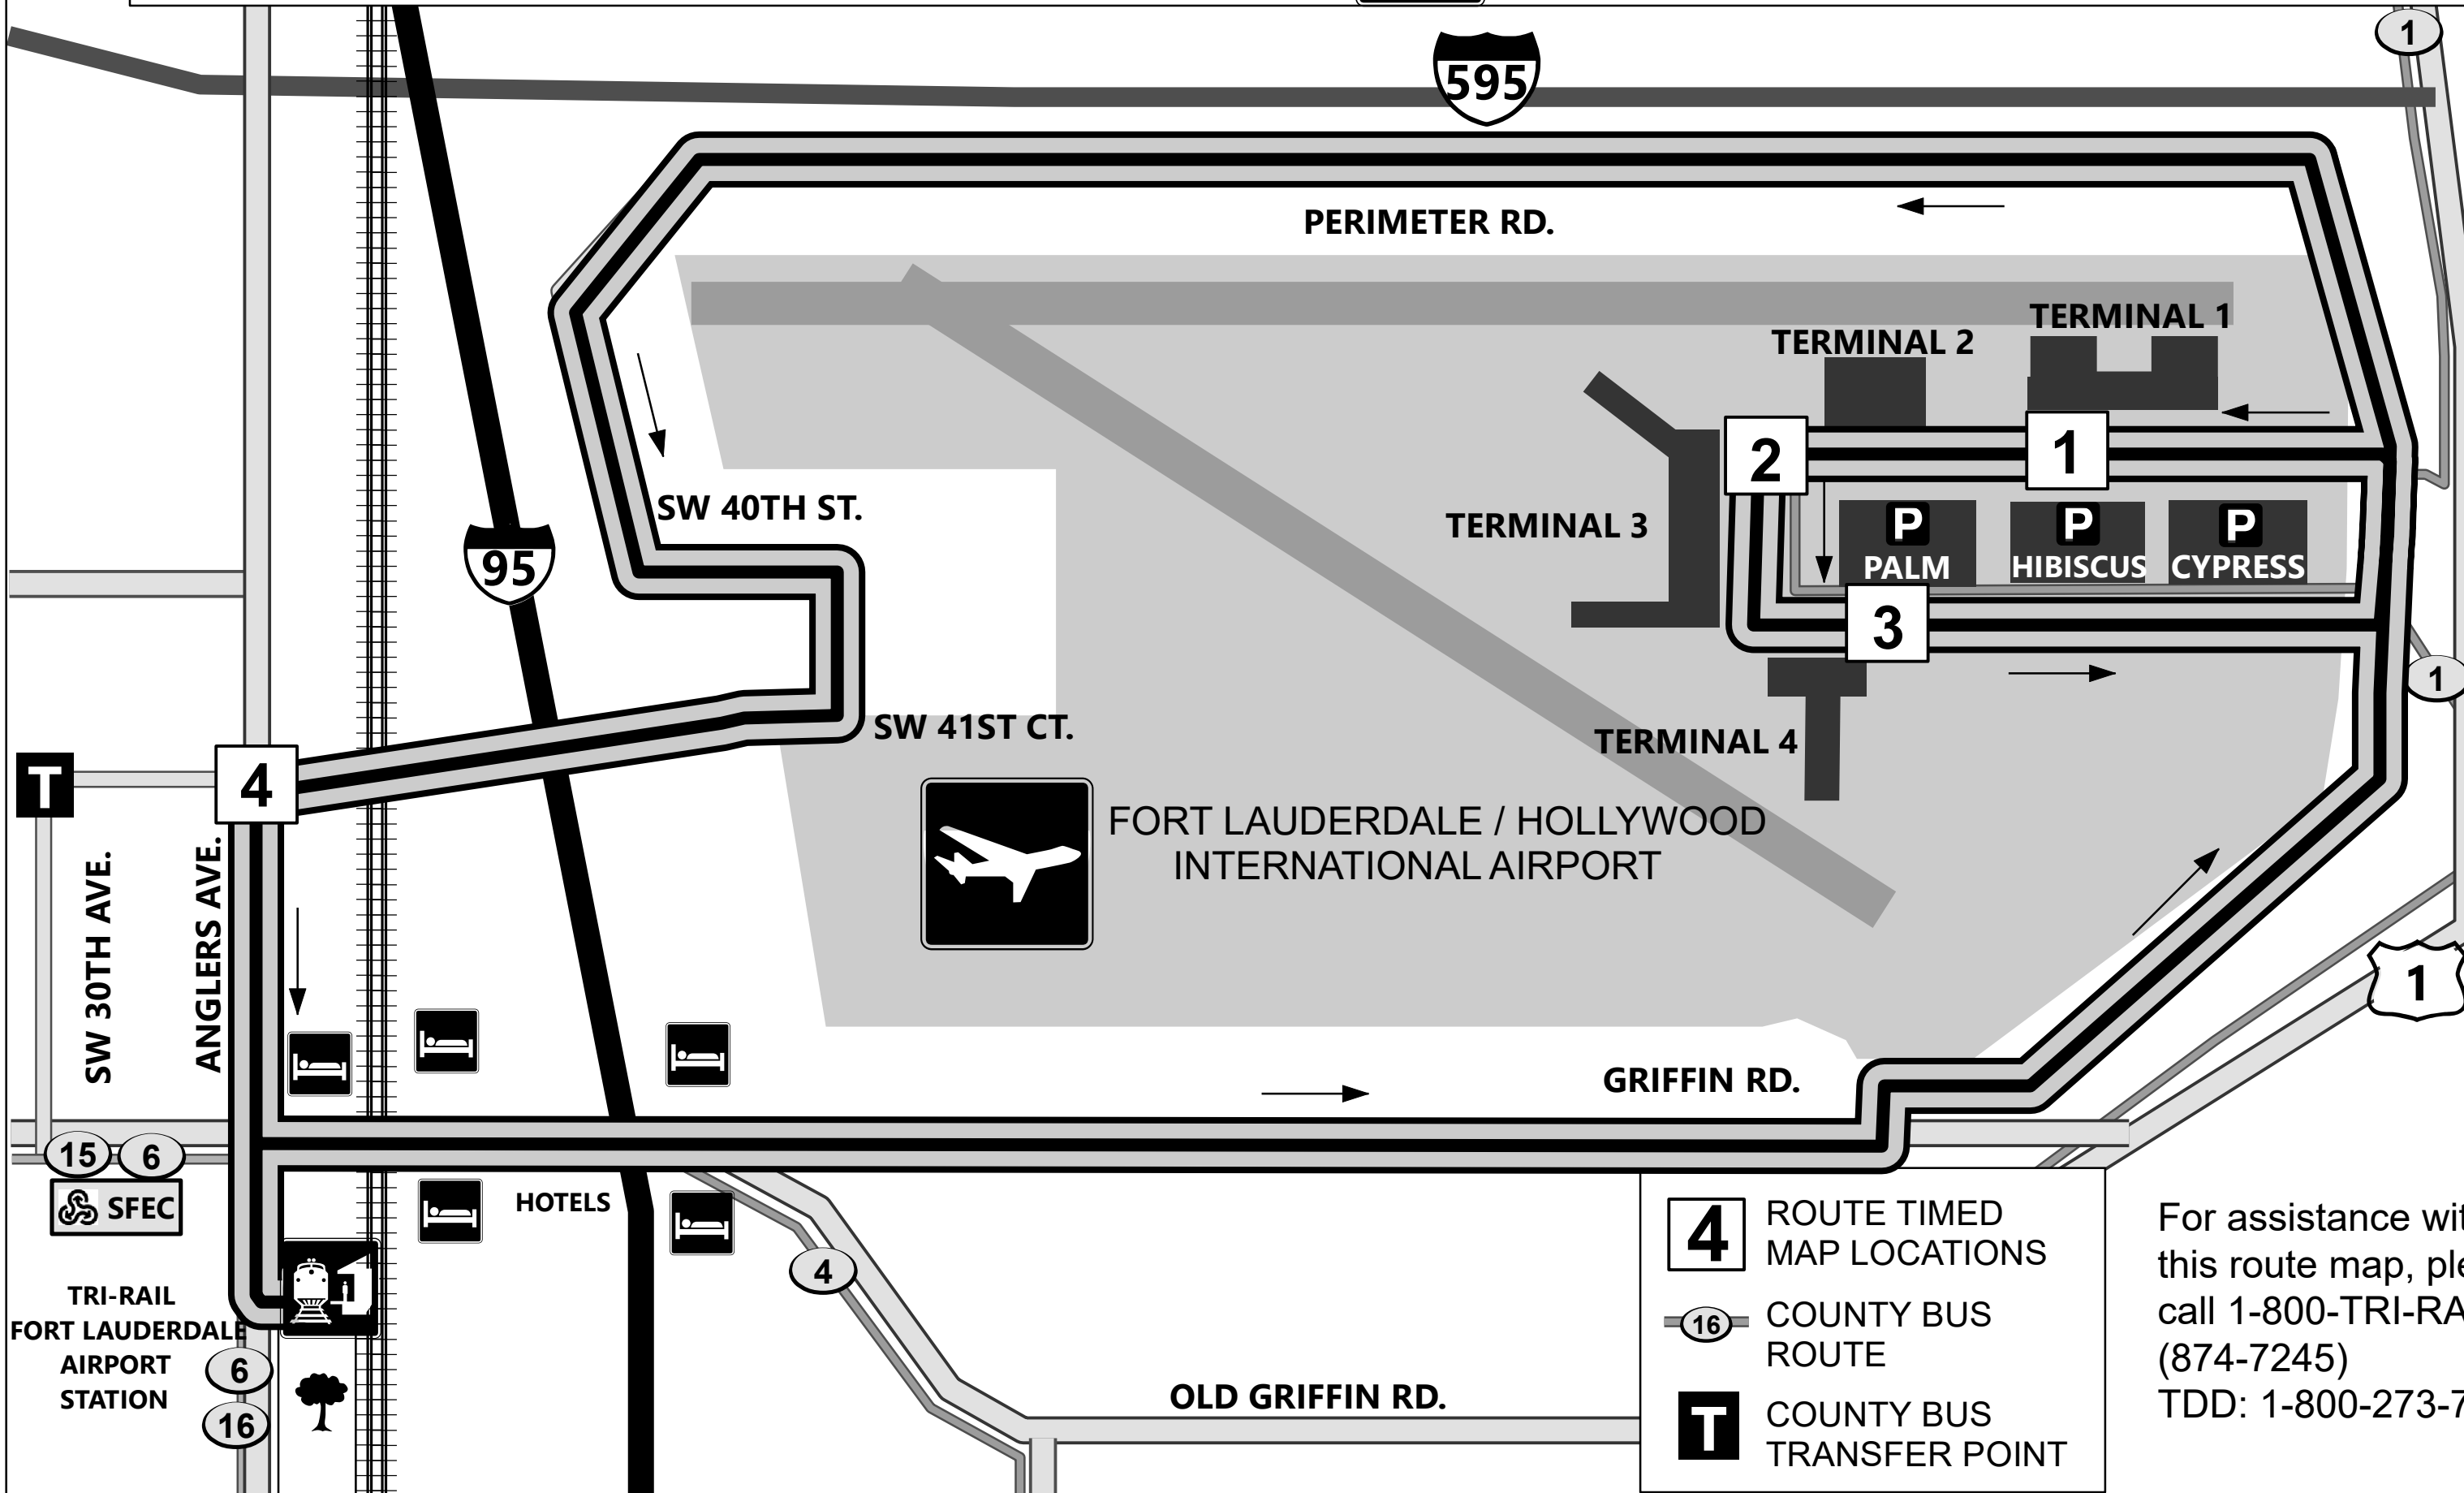 1
595
PERIMETER RD.
TERMINAL 1
TERMINAL 2
2
1
SW 40TH ST.
TERMINAL 3
P
P
P
95
PALM
HIBISCUS
CYPRESS
3
1
SW 41ST CT.
TERMINAL 4
T
4
FORT LAUDERDALE / HOLLYWOOD
INTERNATIONAL AIRPORT
SW 30TH AVE.
ANGLERS AVE.
1
GRIFFIN RD.
15
6
SFEC
HOTELS
4
TRI-RAIL
FORT LAUDERDALE
AIRPORT
STATION
6
16
OLD GRIFFIN RD.
4
ROUTE TIMED
MAP LOCATIONS
16
COUNTY BUS
ROUTE
T
COUNTY BUS
TRANSFER POINT
For assistance wit
this route map, ple
call 1-800-TRI-RA
(874-7245)
TDD: 1-800-273-7